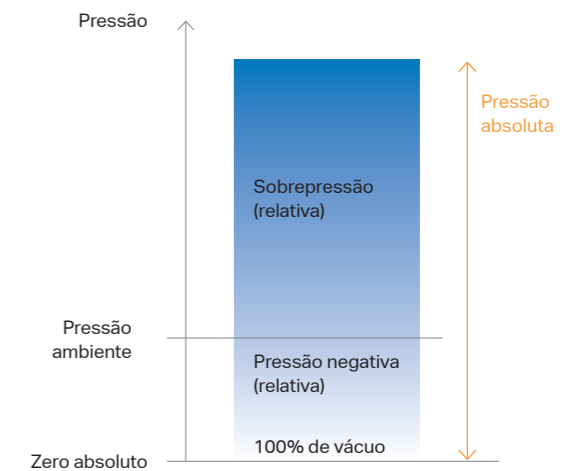 Pressão
Pressão
absoluta
Sobrepressão
(relativa)
Pressão
ambiente
Pressão negativa
(relativa)
100% de vácuo
Zero absoluto